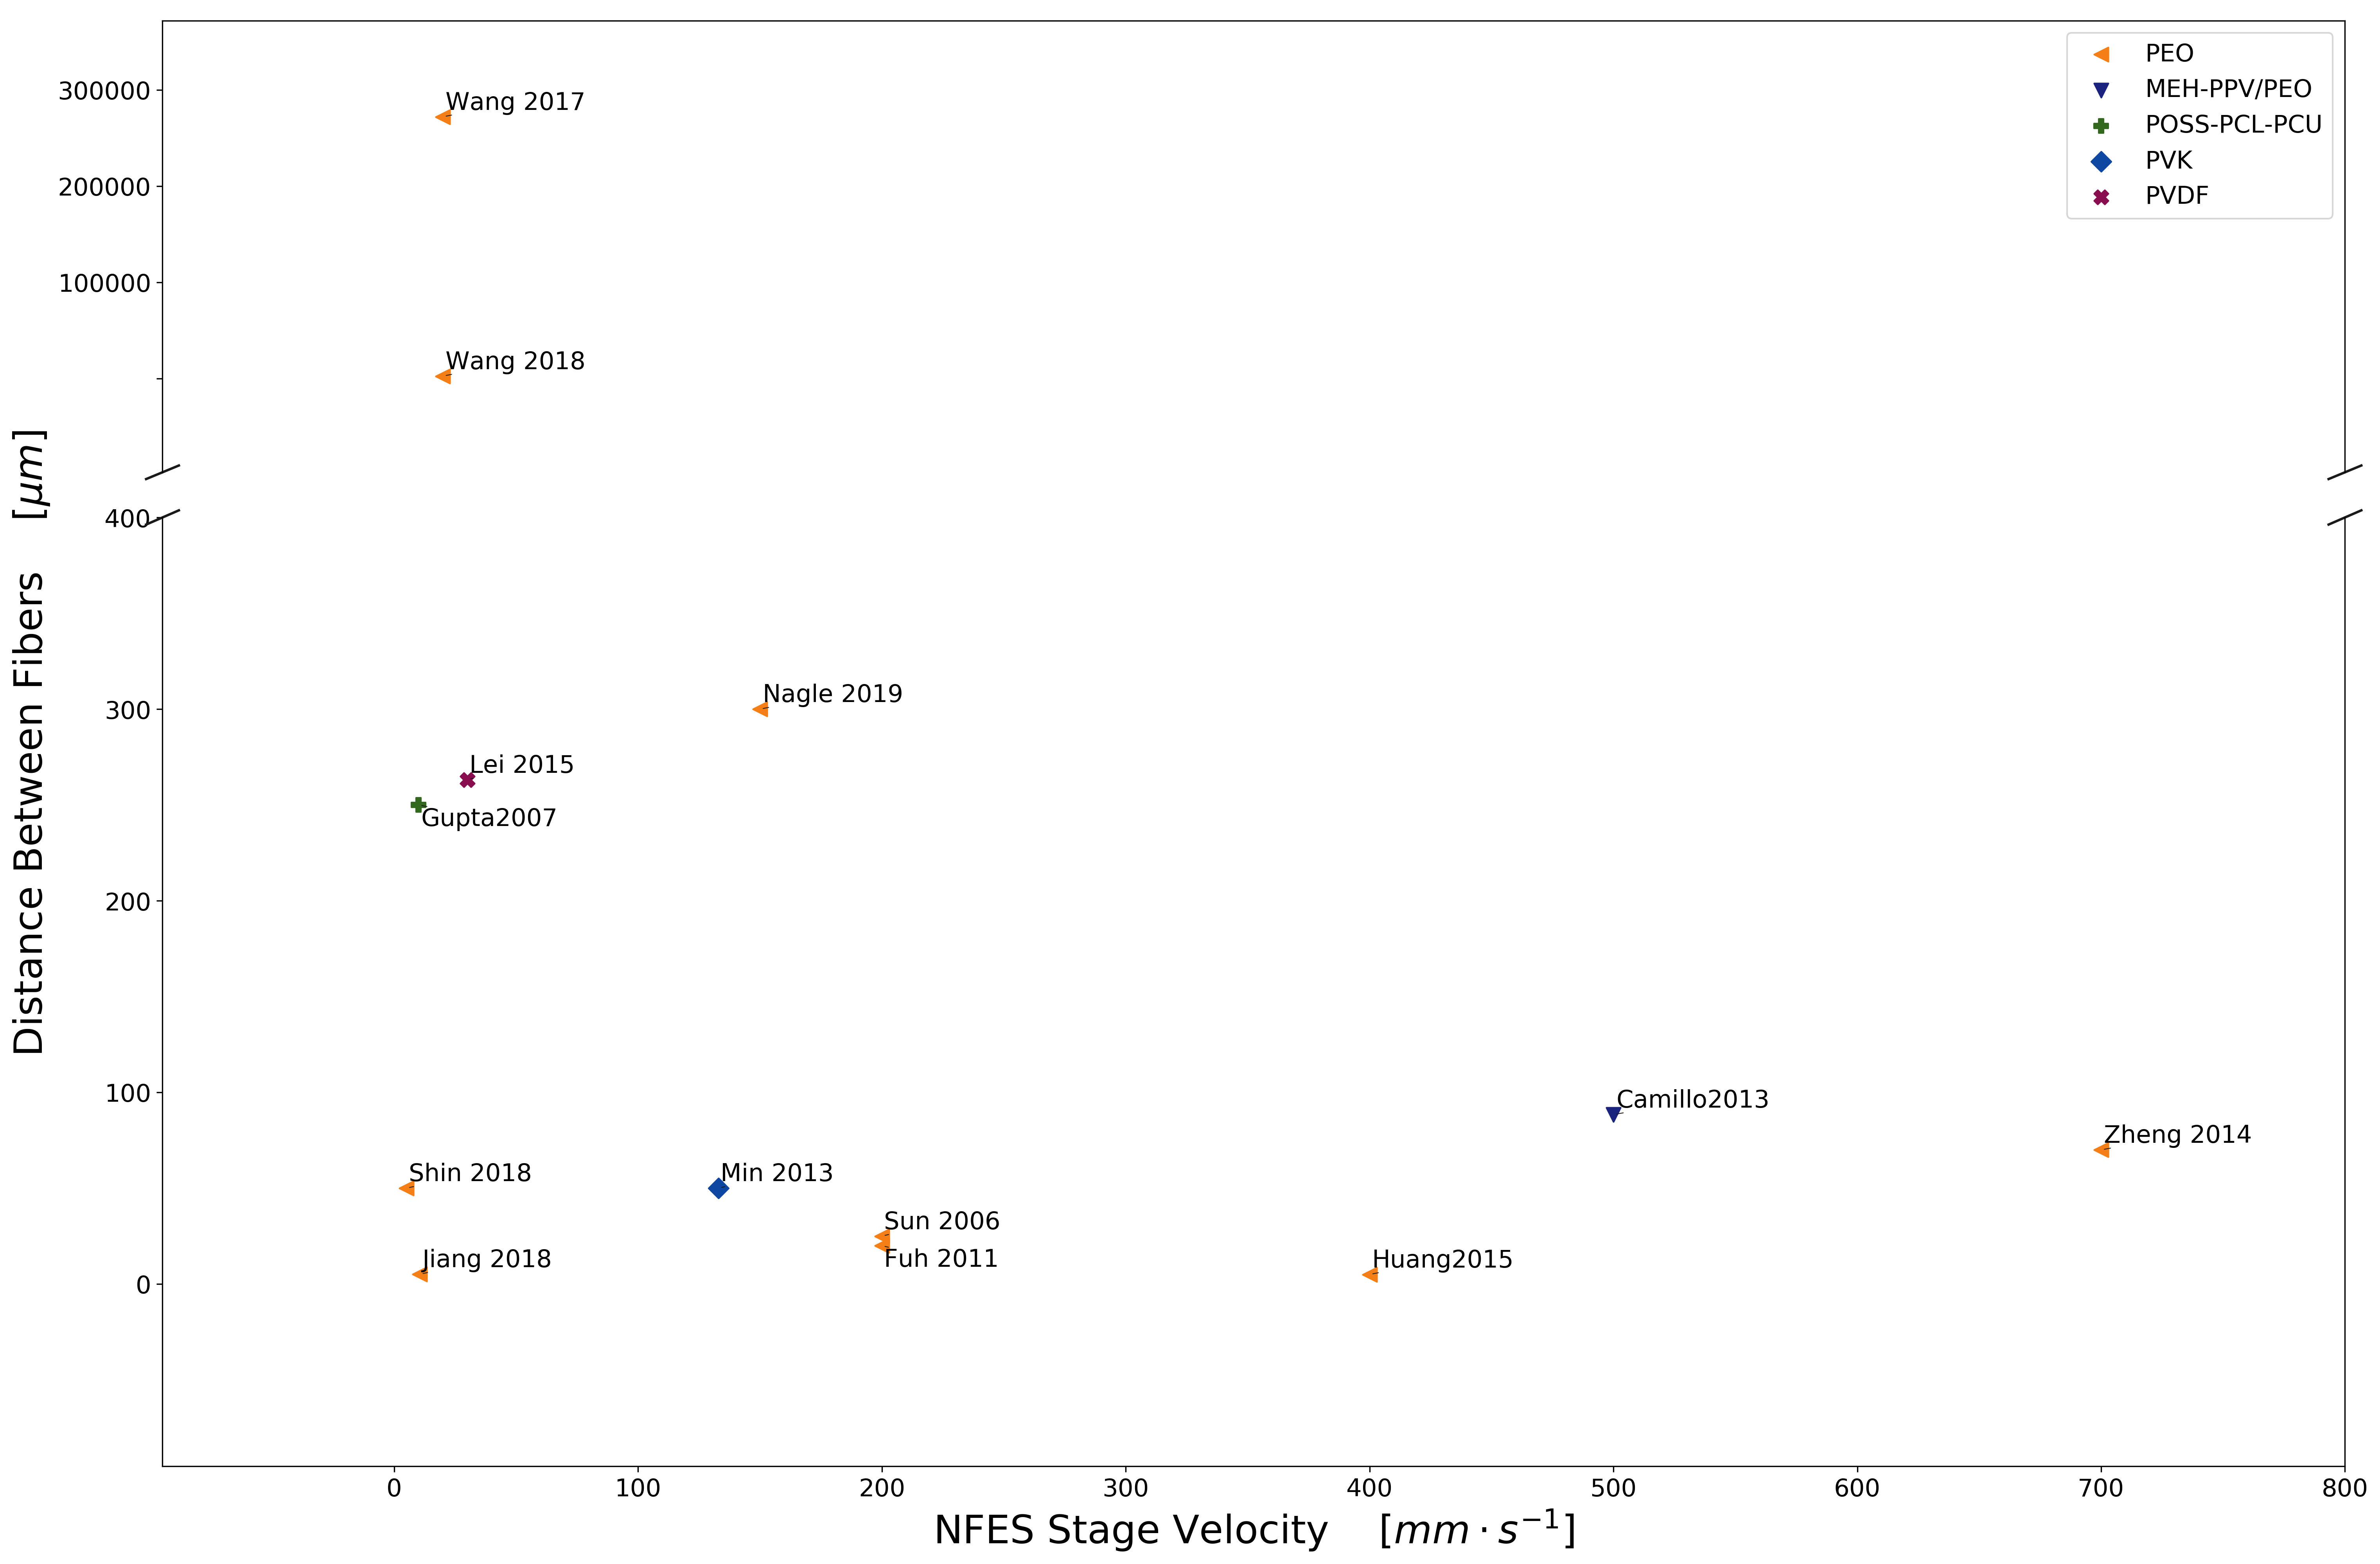 300000
200000
100000
400
300
200
100
0
0
100
200
300
400
500
600
700
800
Distance Between Fibers [μm]
NFES Stage Velocity [mm · s⁻¹]
PEO
MEH-PPV/PEO
POSS-PCL-PCU
PVK
PVDF
Wang 2017
Wang 2018
Nagle 2019
Lei 2015
Gupta2007
Camillo2013
Zheng 2014
Shin 2018
Min 2013
Sun 2006
Fuh 2011
Jiang 2018
Huang2015